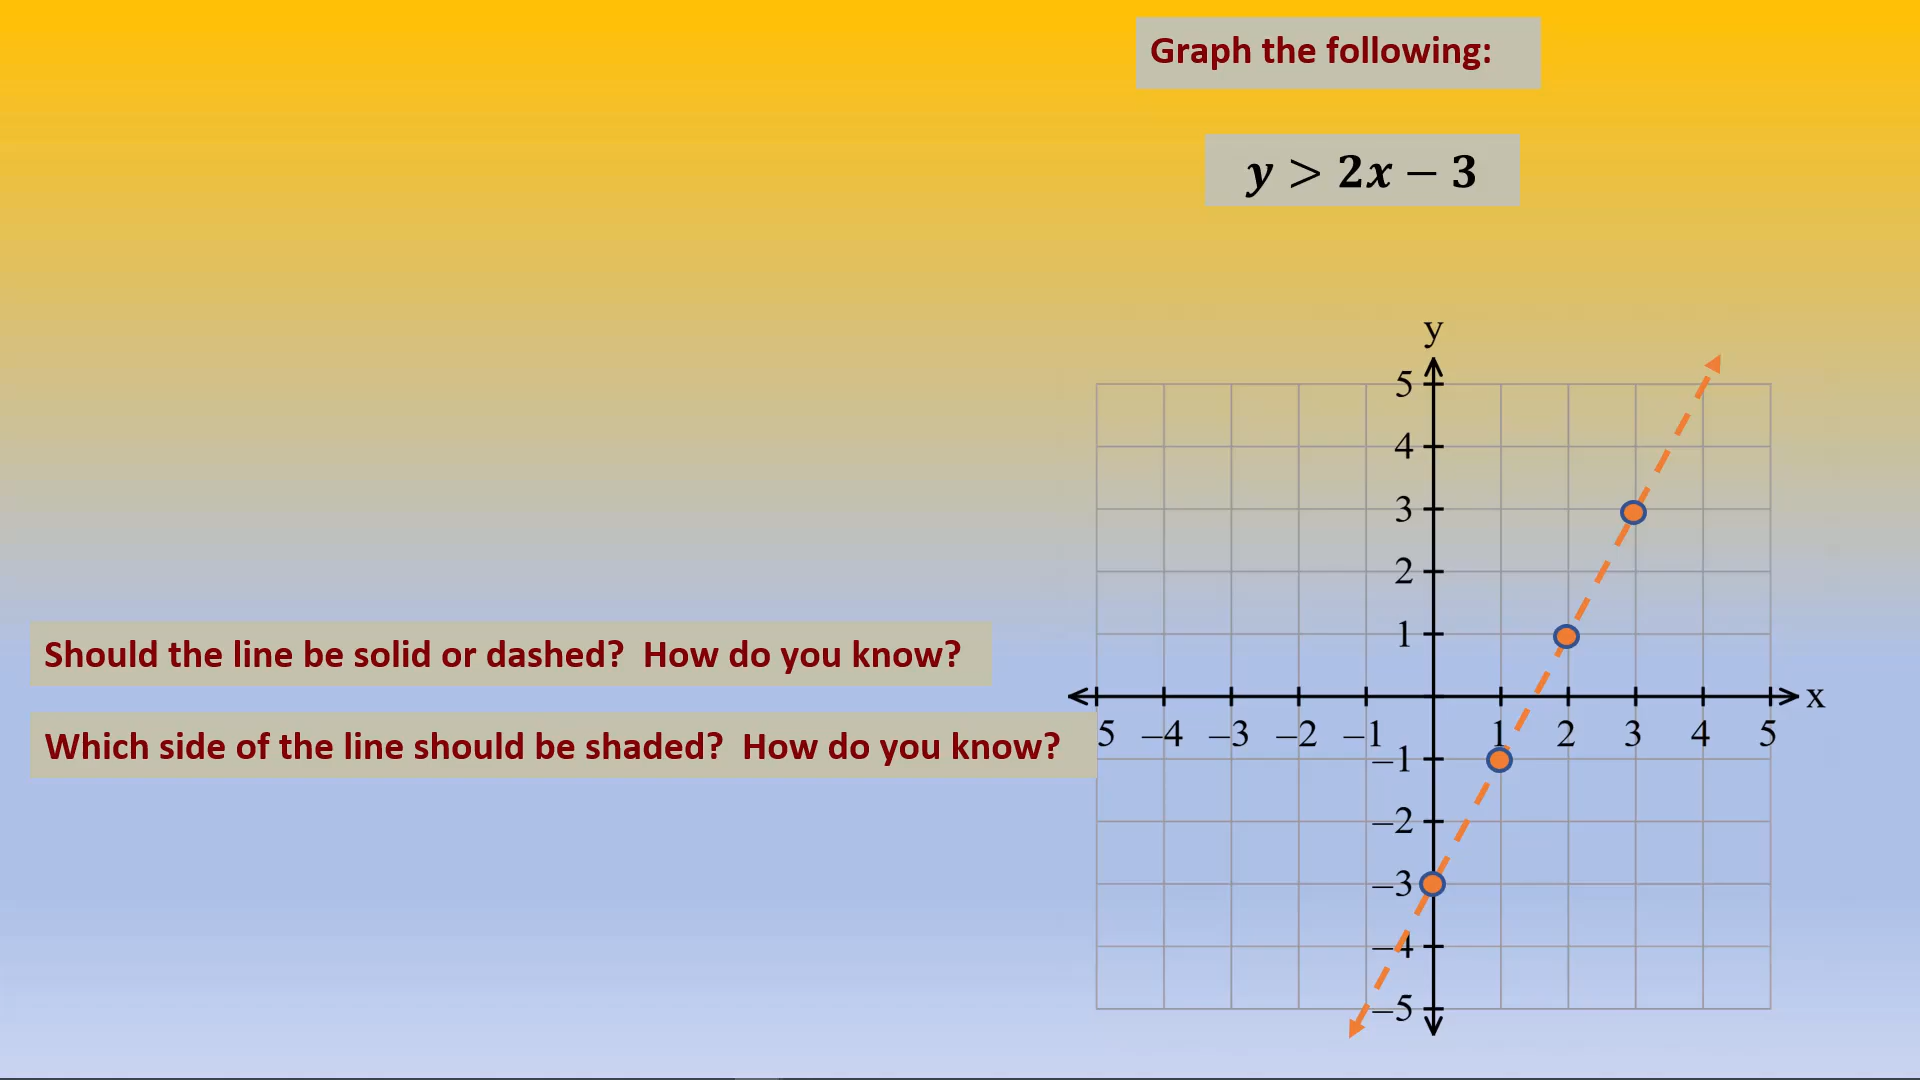 Graph the following:
y > 2x − 3
Should the line be solid or dashed?  How do you know?
Which side of the line should be shaded?  How do you know?
y
5
4
3
2
1
x
5 –4 –3 –2 –1 1 2 3 4 5
–1
–2
–3
–4
–5